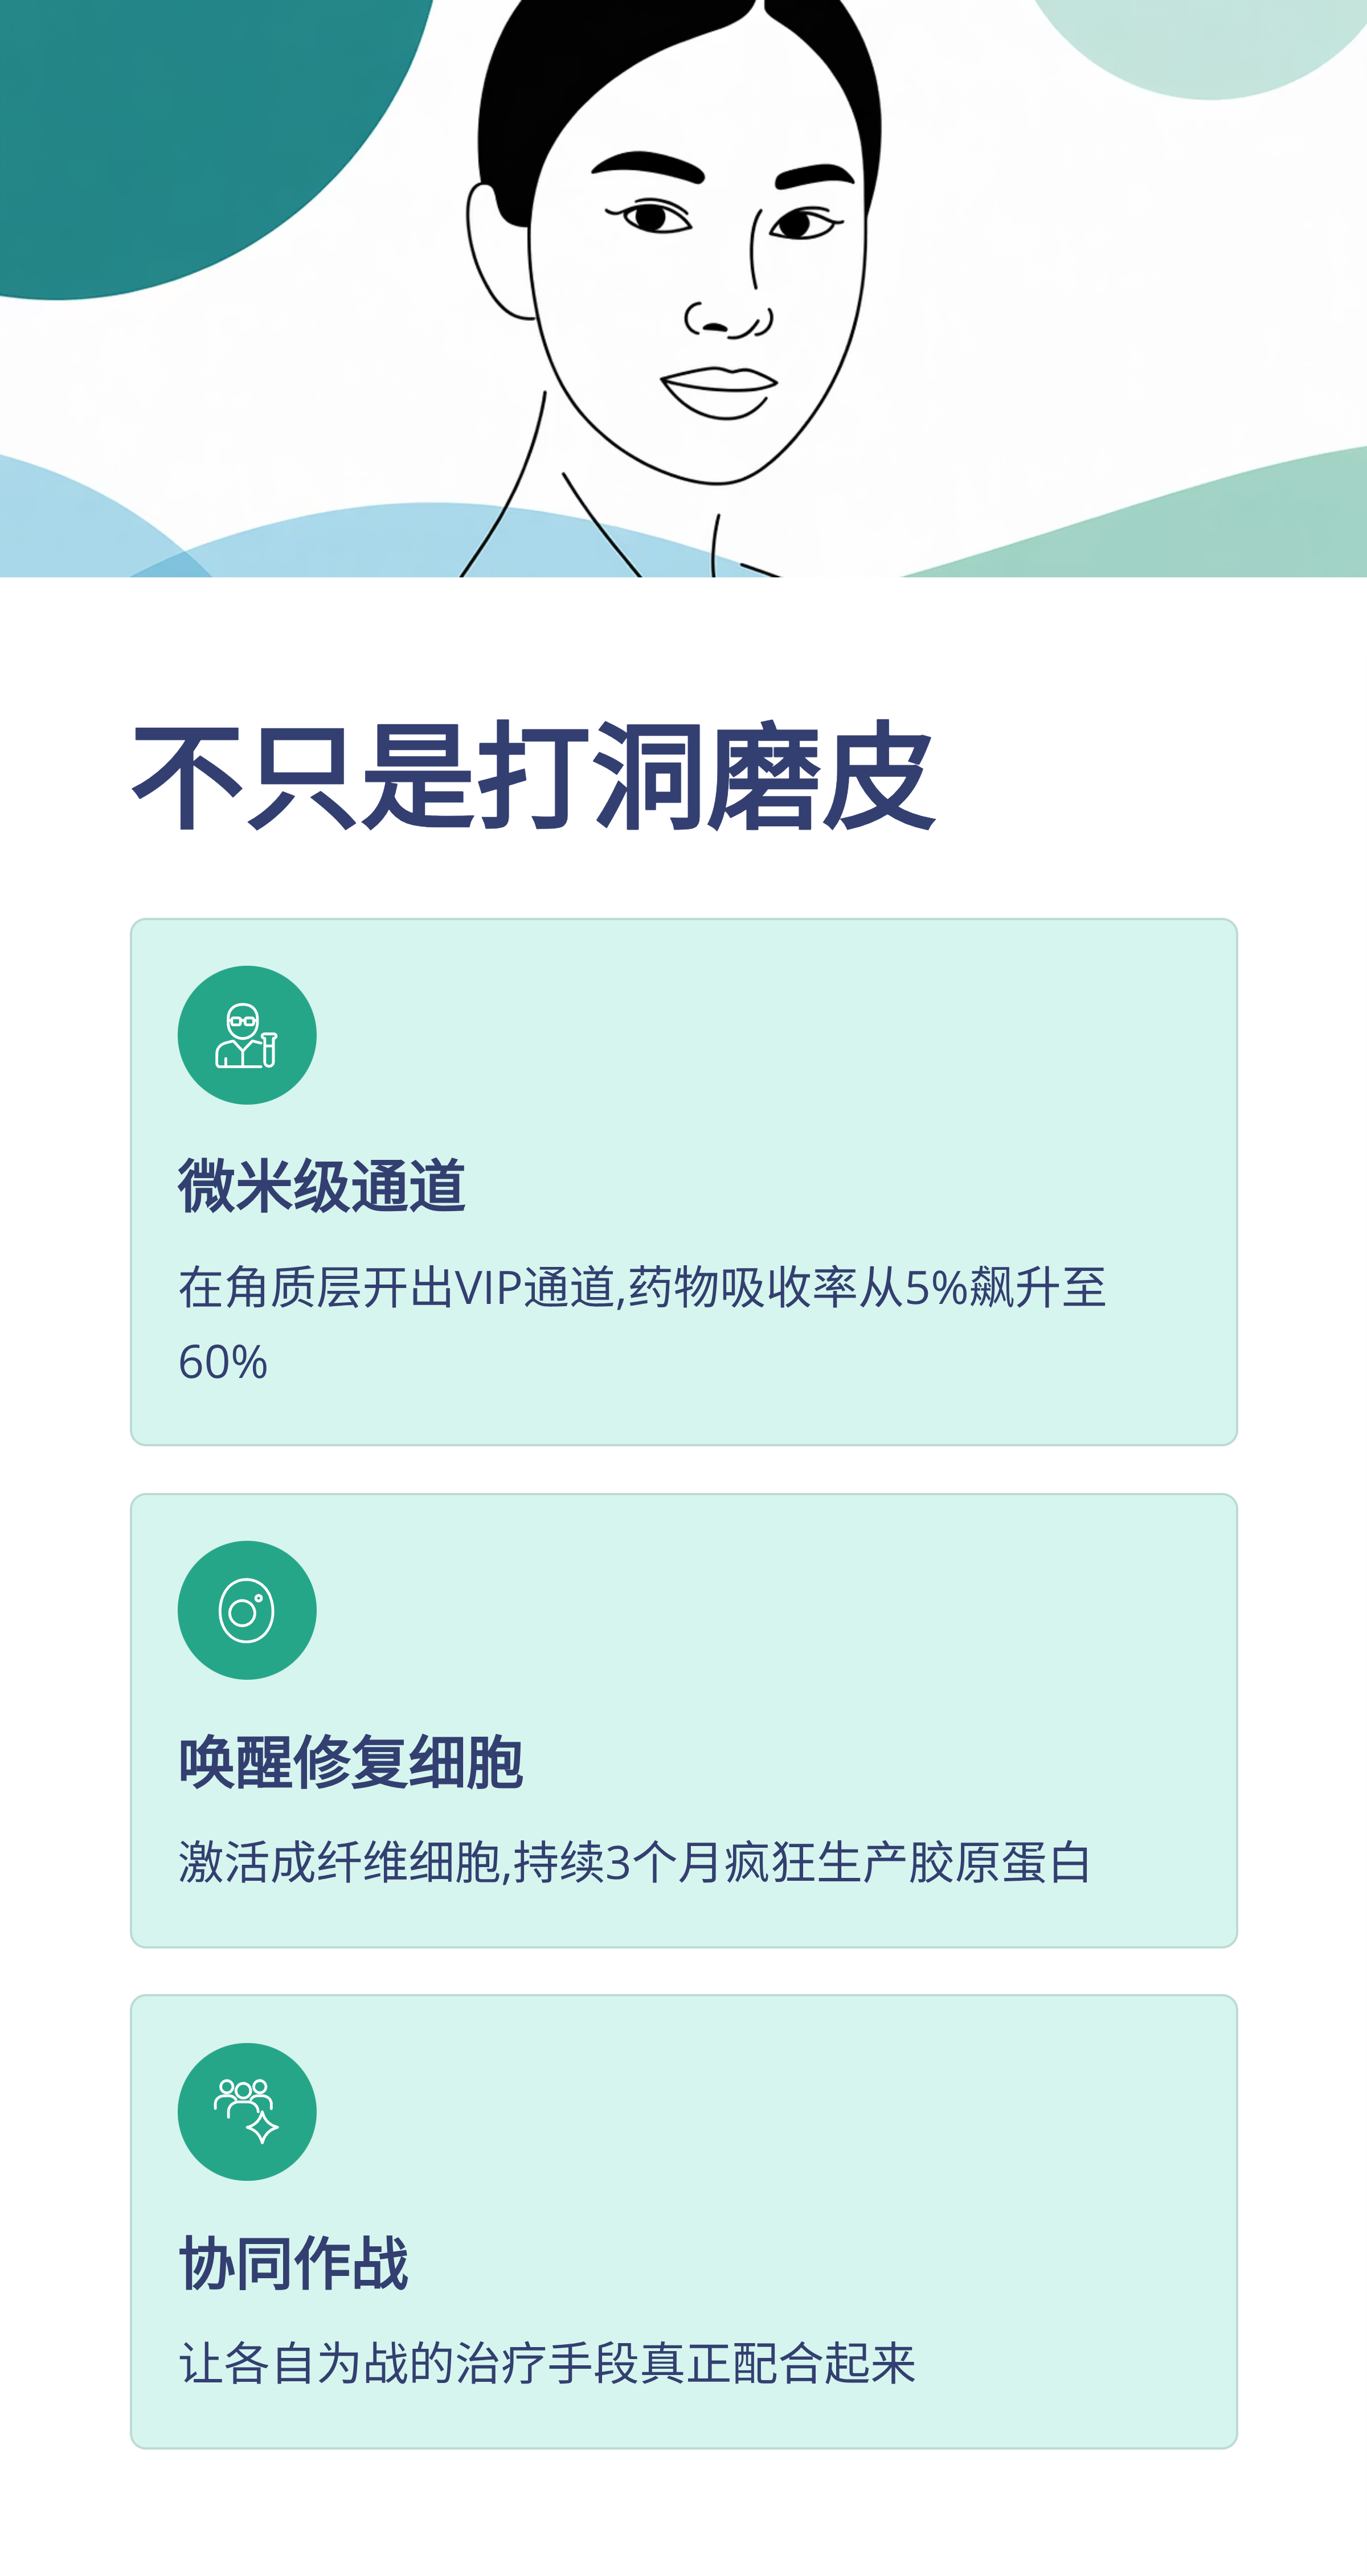 不只是打洞磨皮
微米级通道
在角质层开出VIP通道,药物吸收率从5%飙升至
60%
唤醒修复细胞
激活成纤维细胞,持续3个月疯狂生产胶原蛋白
协同作战
让各自为战的治疗手段真正配合起来